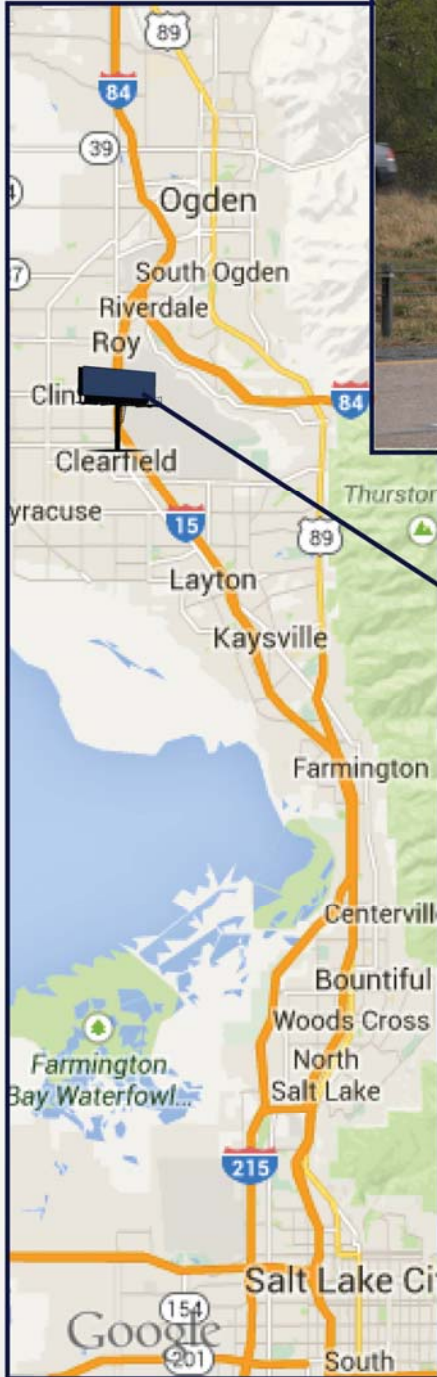 89
84
39
Ogden
South Ogden
Riverdale
Roy
Clin
84
Clearfield
Thurston
yracuse
15
89
Layton
Kaysville
Farmington
Centervill
Bountiful
Woods Cross
North
Salt Lake
Farmington
Bay Waterfowl...
215
Salt Lake Ci
154
Google
201
South